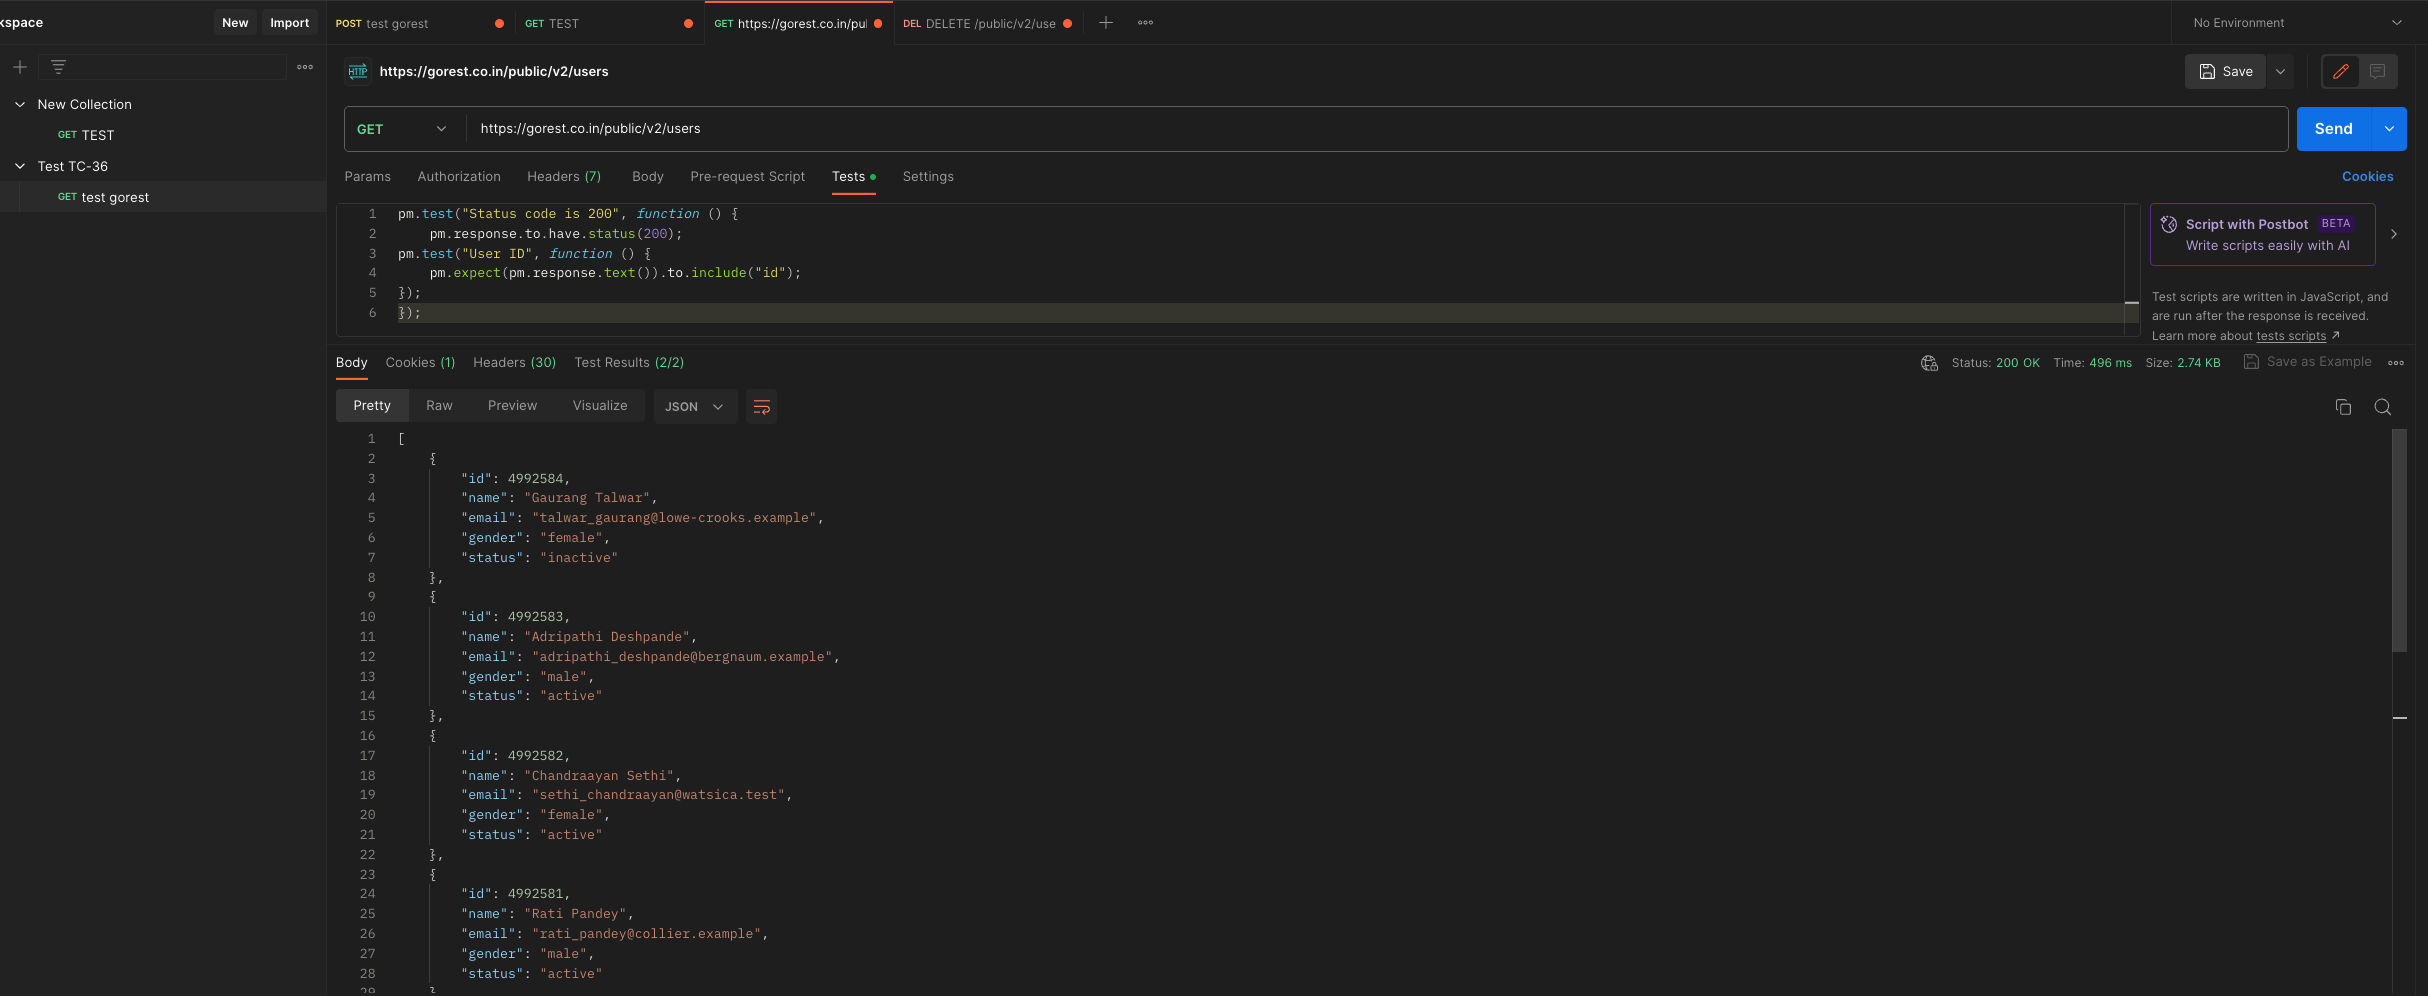 kspace
New
Import
POST test gorest
GET TEST
GET https://gorest.co.in/pul
DEL DELETE /public/v2/use
No Environment
HTTP https://gorest.co.in/public/v2/users
Save
New Collection
GET TEST
Test TC-36
GET test gorest
GET
https://gorest.co.in/public/v2/users
Send
Params
Authorization
Headers (7)
Body
Pre-request Script
Tests
Settings
Cookies
1 pm.test("Status code is 200", function () {
2 pm.response.to.have.status(200);
3 pm.test("User ID", function () {
4 pm.expect(pm.response.text()).to.include("id");
5 });
6 });
Script with Postbot BETA
Write scripts easily with AI
Test scripts are written in JavaScript, and
are run after the response is received.
Learn more about tests scripts ↗
Body
Cookies (1)
Headers (30)
Test Results (2/2)
Status: 200 OK
Time: 496 ms
Size: 2.74 KB
Save as Example
Pretty
Raw
Preview
Visualize
JSON
1 [
2 {
3 "id": 4992584,
4 "name": "Gaurang Talwar",
5 "email": "talwar_gaurang@lowe-crooks.example",
6 "gender": "female",
7 "status": "inactive"
8 },
9 {
10 "id": 4992583,
11 "name": "Adripathi Deshpande",
12 "email": "adripathi_deshpande@bergnaum.example",
13 "gender": "male",
14 "status": "active"
15 },
16 {
17 "id": 4992582,
18 "name": "Chandraayan Sethi",
19 "email": "sethi_chandraayan@watsica.test",
20 "gender": "female",
21 "status": "active"
22 },
23 {
24 "id": 4992581,
25 "name": "Rati Pandey",
26 "email": "rati_pandey@collier.example",
27 "gender": "male",
28 "status": "active"
29 }